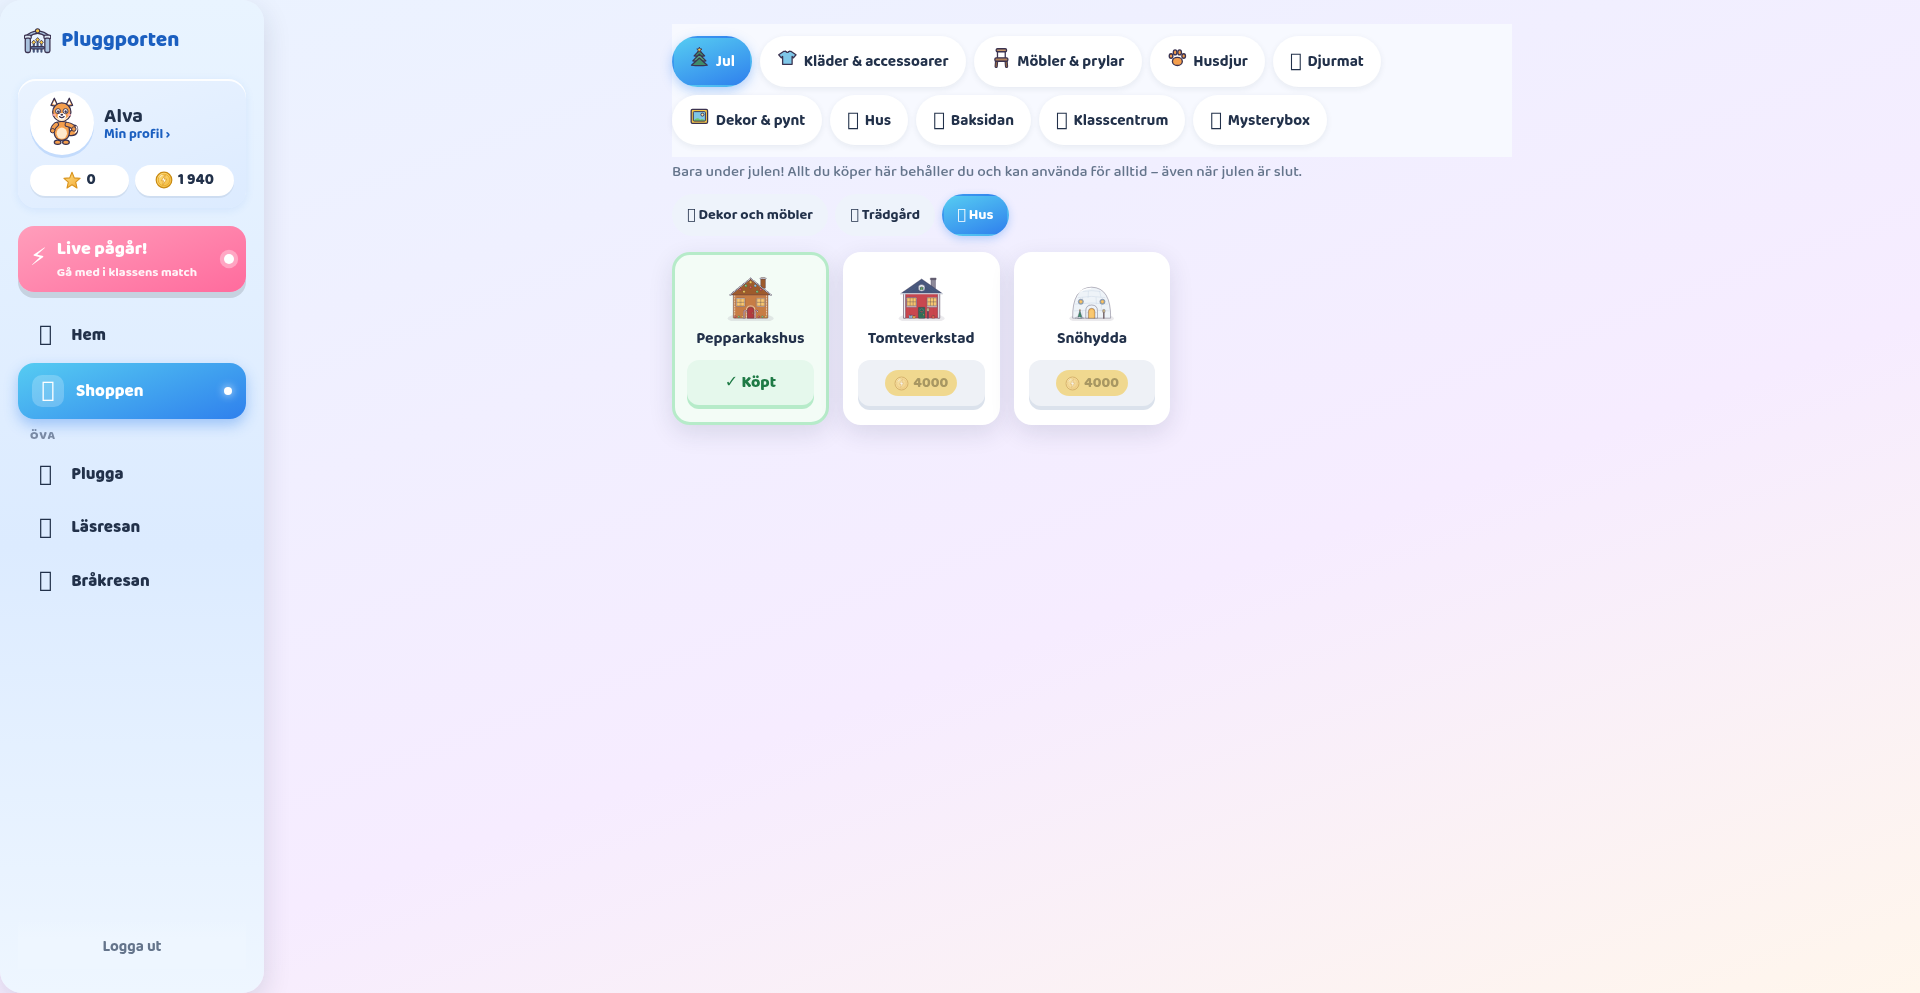 Pluggporten
Alva
Min profil ›
0
1 940
Live pågår!
Gå med i klassens match
Hem
Shoppen
ÖVA
Plugga
Läsresan
Bråkresan
Logga ut
Jul
Kläder & accessoarer
Möbler & prylar
Husdjur
Djurmat
Dekor & pynt
Hus
Baksidan
Klasscentrum
Mysterybox
Bara under julen! Allt du köper här behåller du och kan använda för alltid – även när julen är slut.
Dekor och möbler
Trädgård
Hus
Pepparkakshus
✓ Köpt
Tomteverkstad
4000
Snöhydda
4000